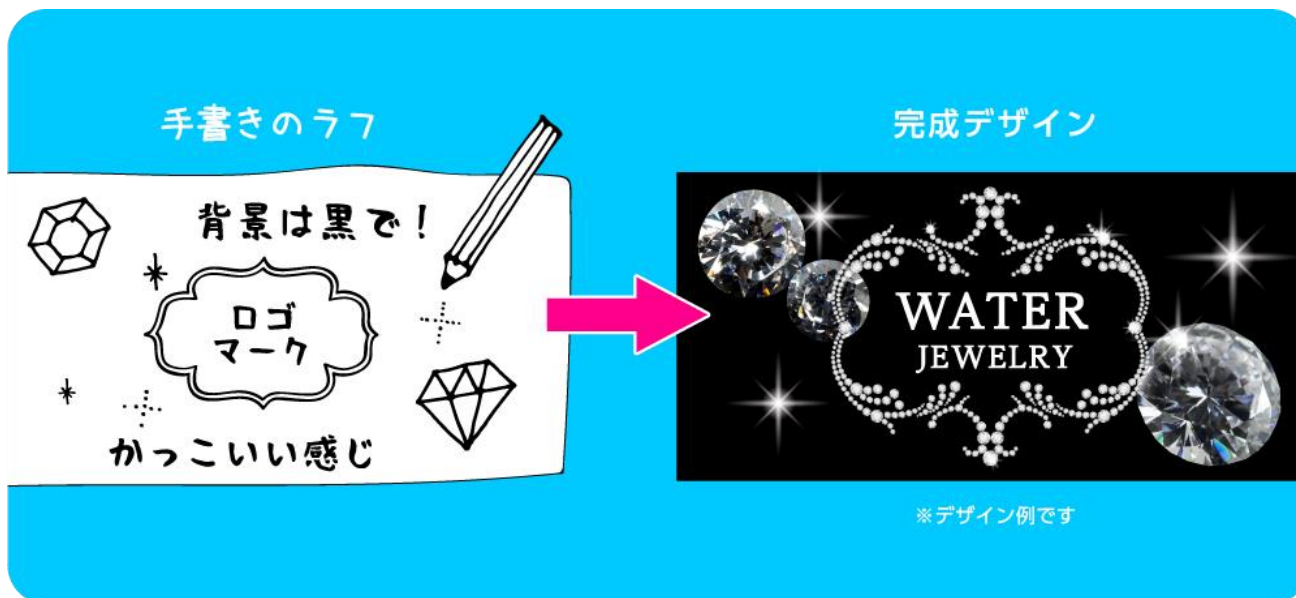 手書きのラフ
背景は黒で!
ロゴ
マーク
かっこいい感じ
完成デザイン
WATER
JEWELRY
※デザイン例です